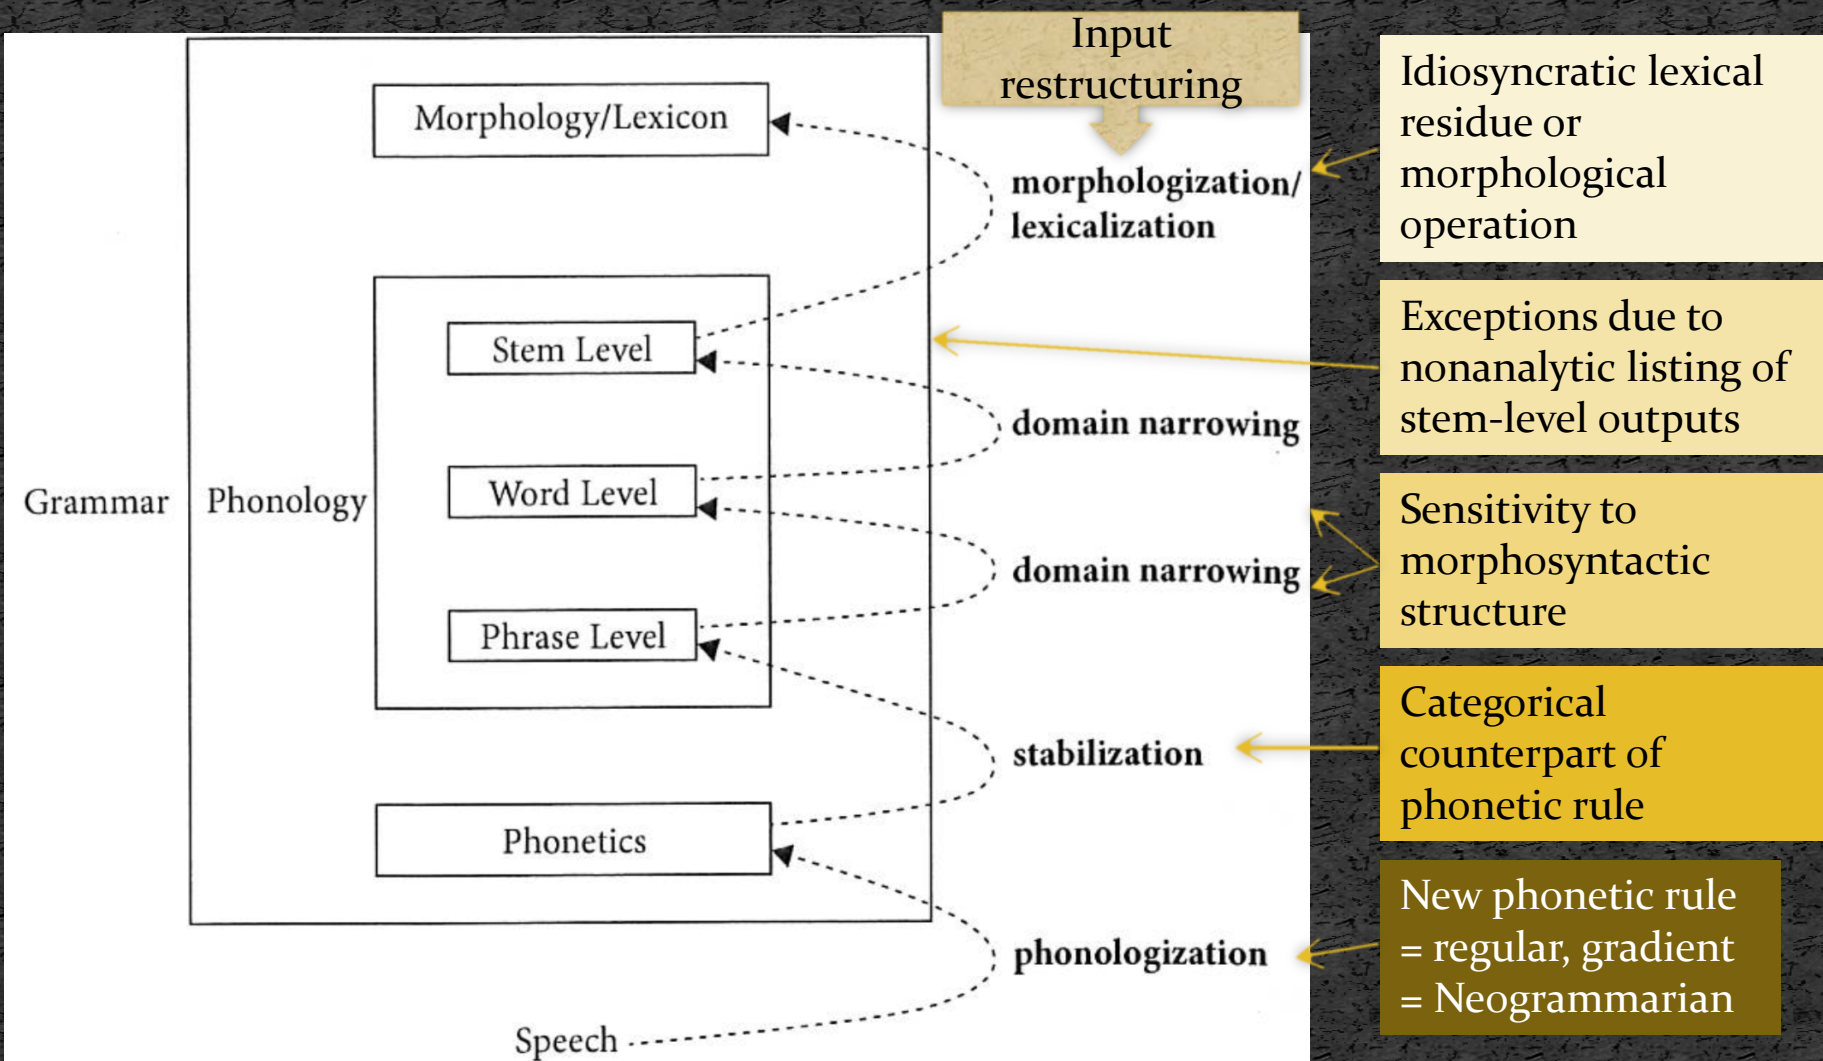 Input
restructuring
Morphology/Lexicon
morphologization/
lexicalization
Stem Level
domain narrowing
Grammar
Phonology
Word Level
domain narrowing
Phrase Level
stabilization
Phonetics
phonologization
Speech
Idiosyncratic lexical
residue or
morphological
operation
Exceptions due to
nonanalytic listing of
stem-level outputs
Sensitivity to
morphosyntactic
structure
Categorical
counterpart of
phonetic rule
New phonetic rule
= regular, gradient
= Neogrammarian